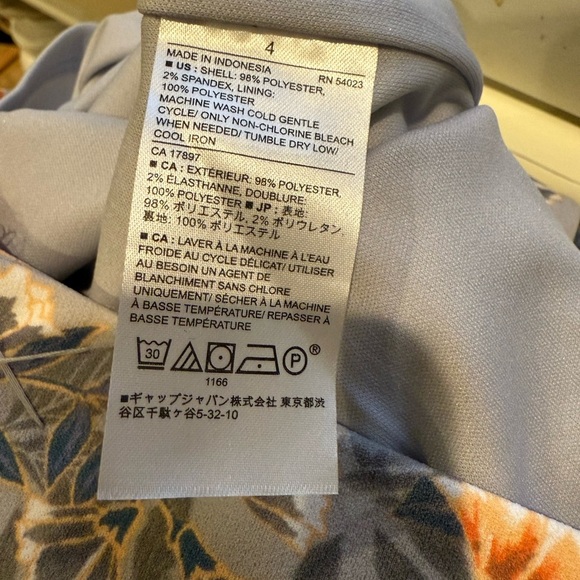 4
MADE IN INDONESIA RN 54023
■ US : SHELL: 98% POLYESTER,
2% SPANDEX, LINING:
100% POLYESTER
MACHINE WASH COLD GENTLE
CYCLE/ ONLY NON-CHLORINE BLEACH
WHEN NEEDED/ TUMBLE DRY LOW/
COOL IRON
CA 17897
■ CA : EXTÉRIEUR: 98% POLYESTER,
2% ÉLASTHANNE, DOUBLURE:
100% POLYESTER ■ JP : 表地:
98% ポリエステル, 2% ポリウレタン,
裏地: 100% ポリエステル
■ CA : LAVER À LA MACHINE À L'EAU
FROIDE AU CYCLE DÉLICAT/ UTILISER
AU BESOIN UN AGENT DE
BLANCHIMENT SANS CHLORE
UNIQUEMENT/ SÉCHER À LA MACHINE
À BASSE TEMPÉRATURE/ REPASSER À
BASSE TEMPÉRATURE
30 P ®
1166
■ギャップジャパン株式会社 東京都渋
谷区千駄ヶ谷5-32-10